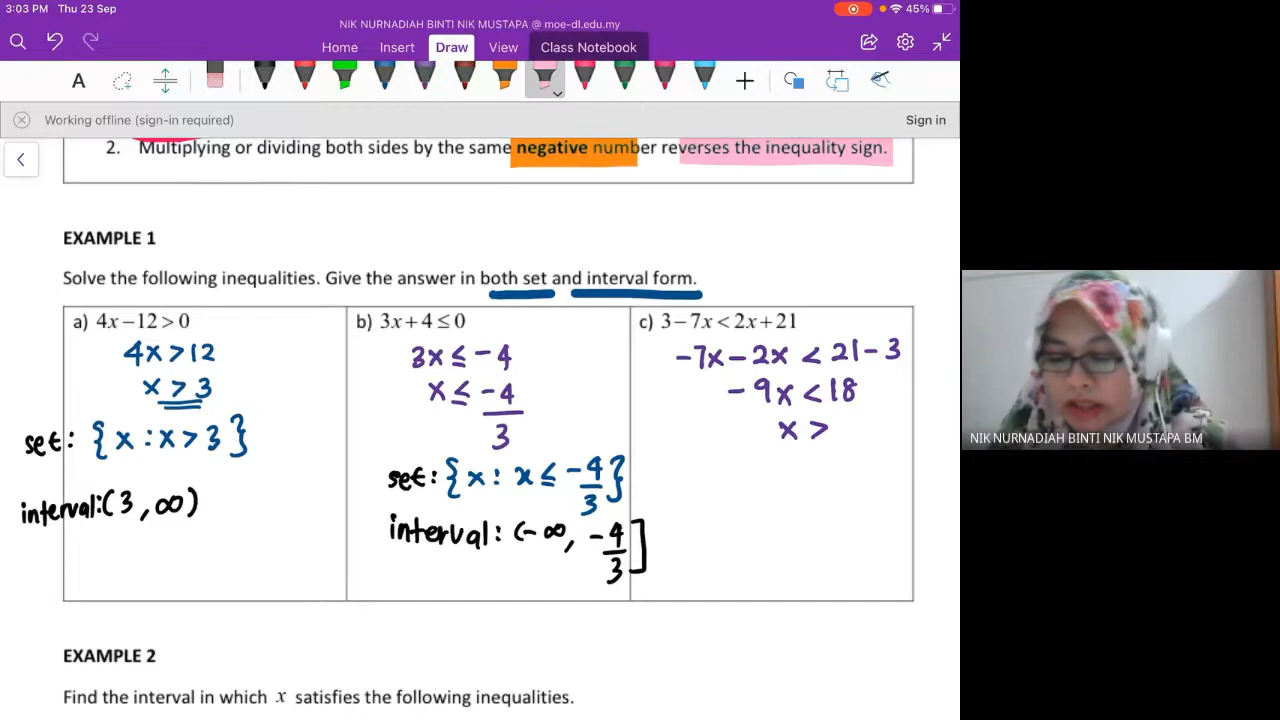 3:03 PM Thu 23 Sep
45%
NIK NURNADIAH BINTI NIK MUSTAPA @ moe-dl.edu.my
Home Insert Draw View Class Notebook
A
Working offline (sign-in required) Sign in
2. Multiplying or dividing both sides by the same negative number reverses the inequality sign.
EXAMPLE 1
Solve the following inequalities. Give the answer in both set and interval form.
a) 4x-12>0
4x>12
x>3
set: {x:x>3}
interval:(3,∞)
b) 3x+4≤0
3x≤-4
x≤-4/3
set: {x: x≤-4/3}
interval: (-∞, -4/3]
c) 3-7x<2x+21
-7x-2x<21-3
-9x<18
x>
EXAMPLE 2
Find the interval in which x satisfies the following inequalities.
NIK NURNADIAH BINTI NIK MUSTAPA BM